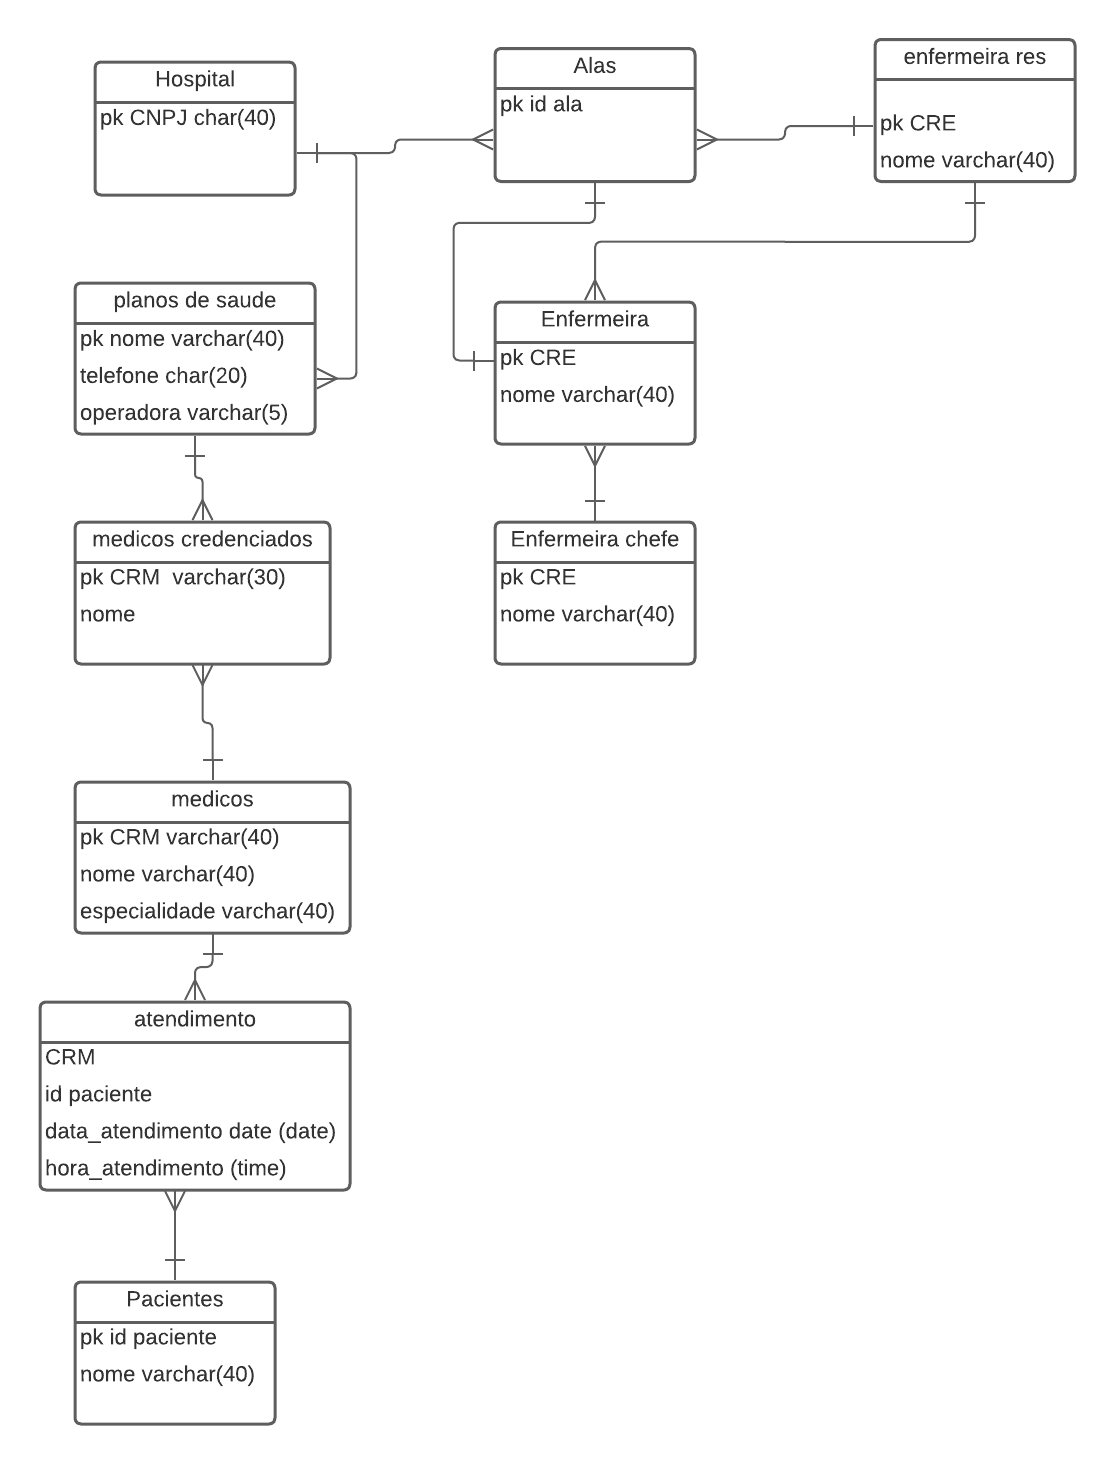 Hospital
pk CNPJ char(40)
Alas
pk id ala
enfermeira res
pk CRE
nome varchar(40)
planos de saude
pk nome varchar(40)
telefone char(20)
operadora varchar(5)
Enfermeira
pk CRE
nome varchar(40)
medicos credenciados
pk CRM  varchar(30)
nome
Enfermeira chefe
pk CRE
nome varchar(40)
medicos
pk CRM varchar(40)
nome varchar(40)
especialidade varchar(40)
atendimento
CRM
id paciente
data_atendimento date (date)
hora_atendimento (time)
Pacientes
pk id paciente
nome varchar(40)